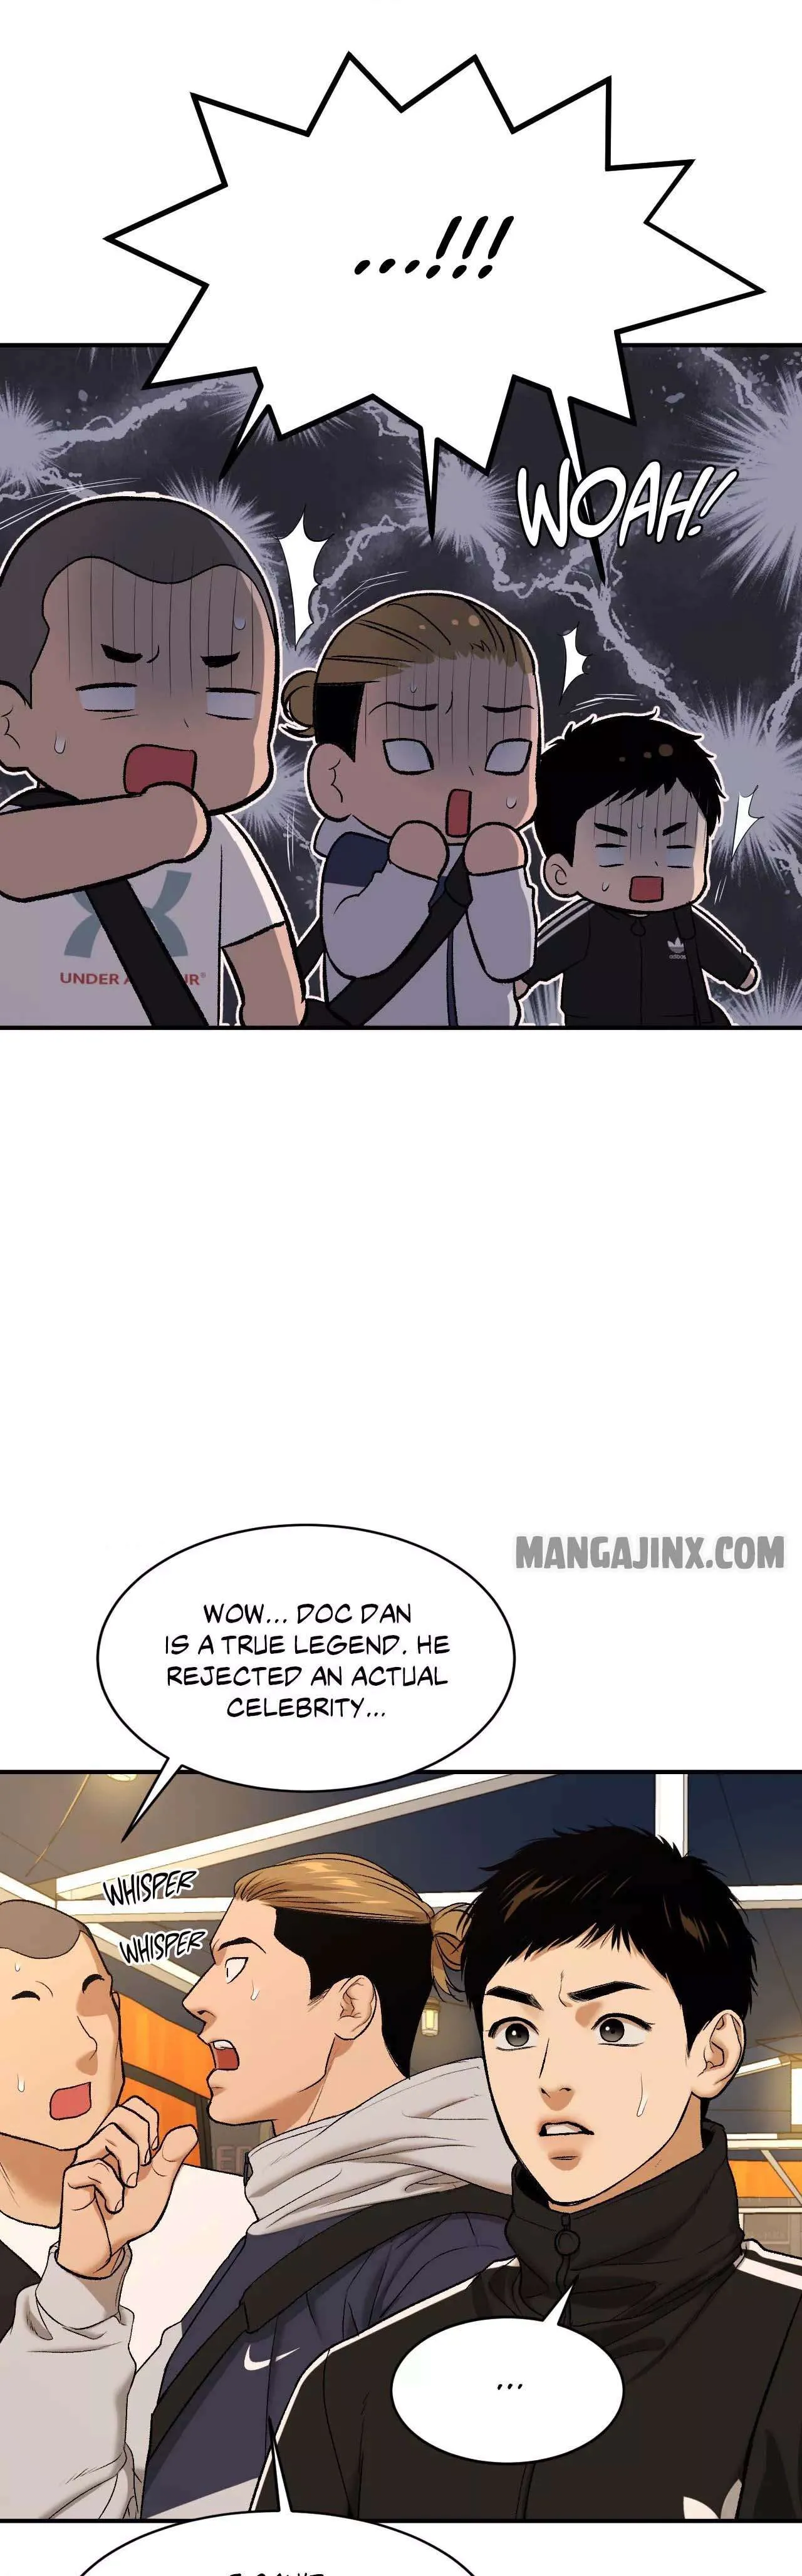 ...!!!
WOAH!
UNDER A UR®
adidas
MANGAJINX.COM
WOW... DOC DAN
IS A TRUE LEGEND. HE
REJECTED AN ACTUAL
CELEBRITY...
WHISPER
WHISPER
...